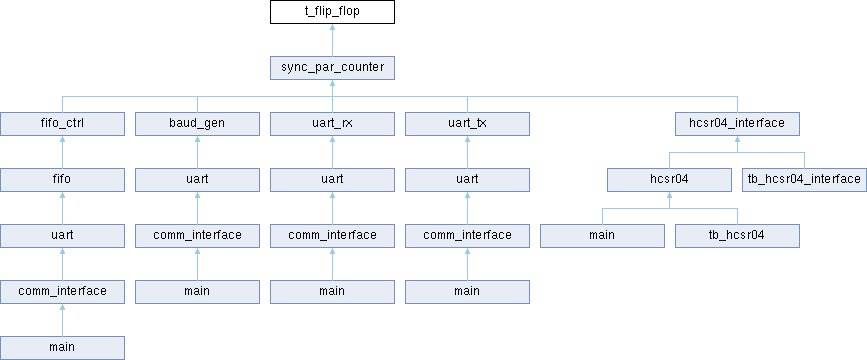 t_flip_flop
sync_par_counter
fifo_ctrl baud_gen uart_rx uart_tx hcsr04_interface
fifo uart uart uart hcsr04 tb_hcsr04_interface
uart comm_interface comm_interface comm_interface main tb_hcsr04
comm_interface main main main
main